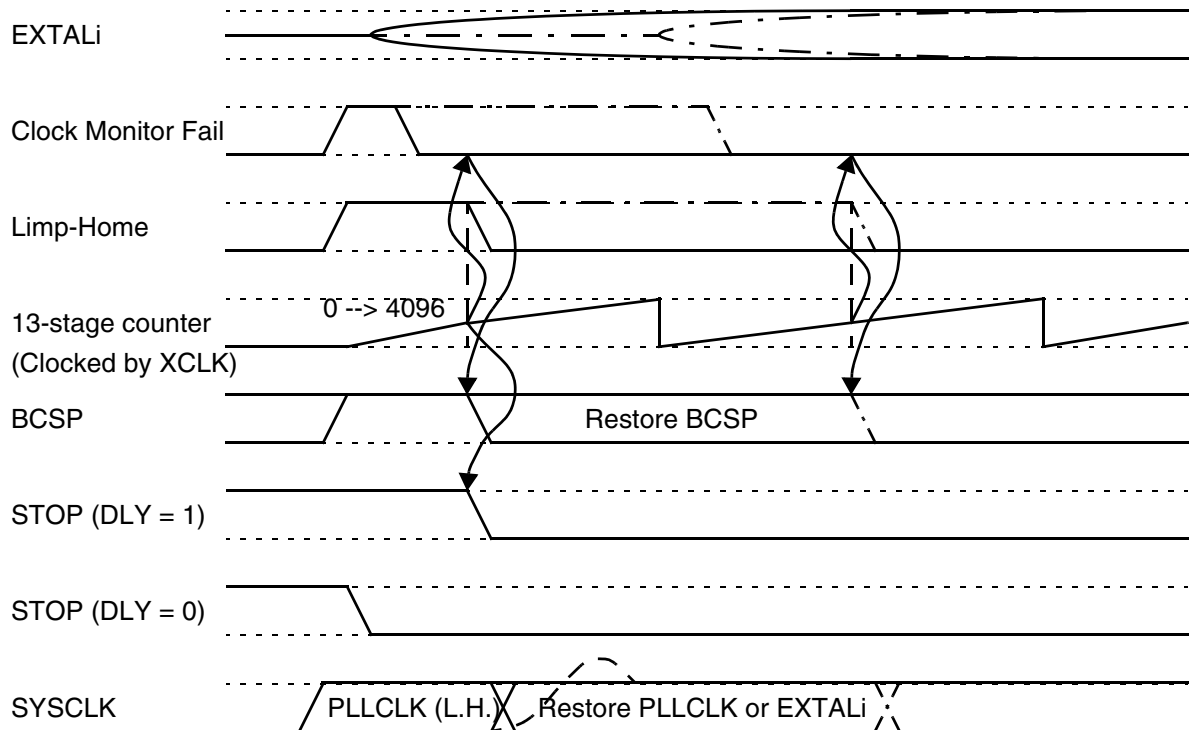 EXTALi
Clock Monitor Fail
Limp-Home
0 --> 4096
13-stage counter
(Clocked by XCLK)
BCSP
Restore BCSP
STOP (DLY = 1)
STOP (DLY = 0)
SYSCLK
PLLCLK (L.H.)
Restore PLLCLK or EXTALi